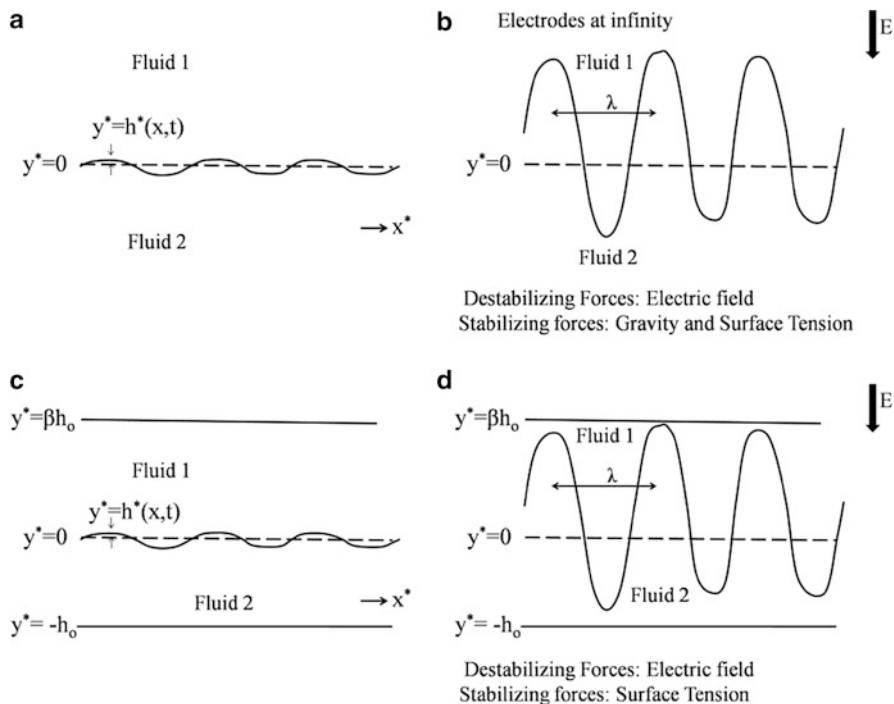 a
Fluid 1
y*=h*(x,t)
y*=0
x*
Fluid 2
b
Electrodes at infinity
E
Fluid 1
λ
y*=0
Fluid 2
Destabilizing Forces: Electric field
Stabilizing forces: Gravity and Surface Tension
c
y*=βhₒ
Fluid 1
y*=h*(x,t)
y*=0
Fluid 2
x*
y*= -hₒ
d
E
y*=βhₒ
Fluid 1
λ
y*=0
Fluid 2
y*= -hₒ
Destabilizing Forces: Electric field
Stabilizing forces: Surface Tension